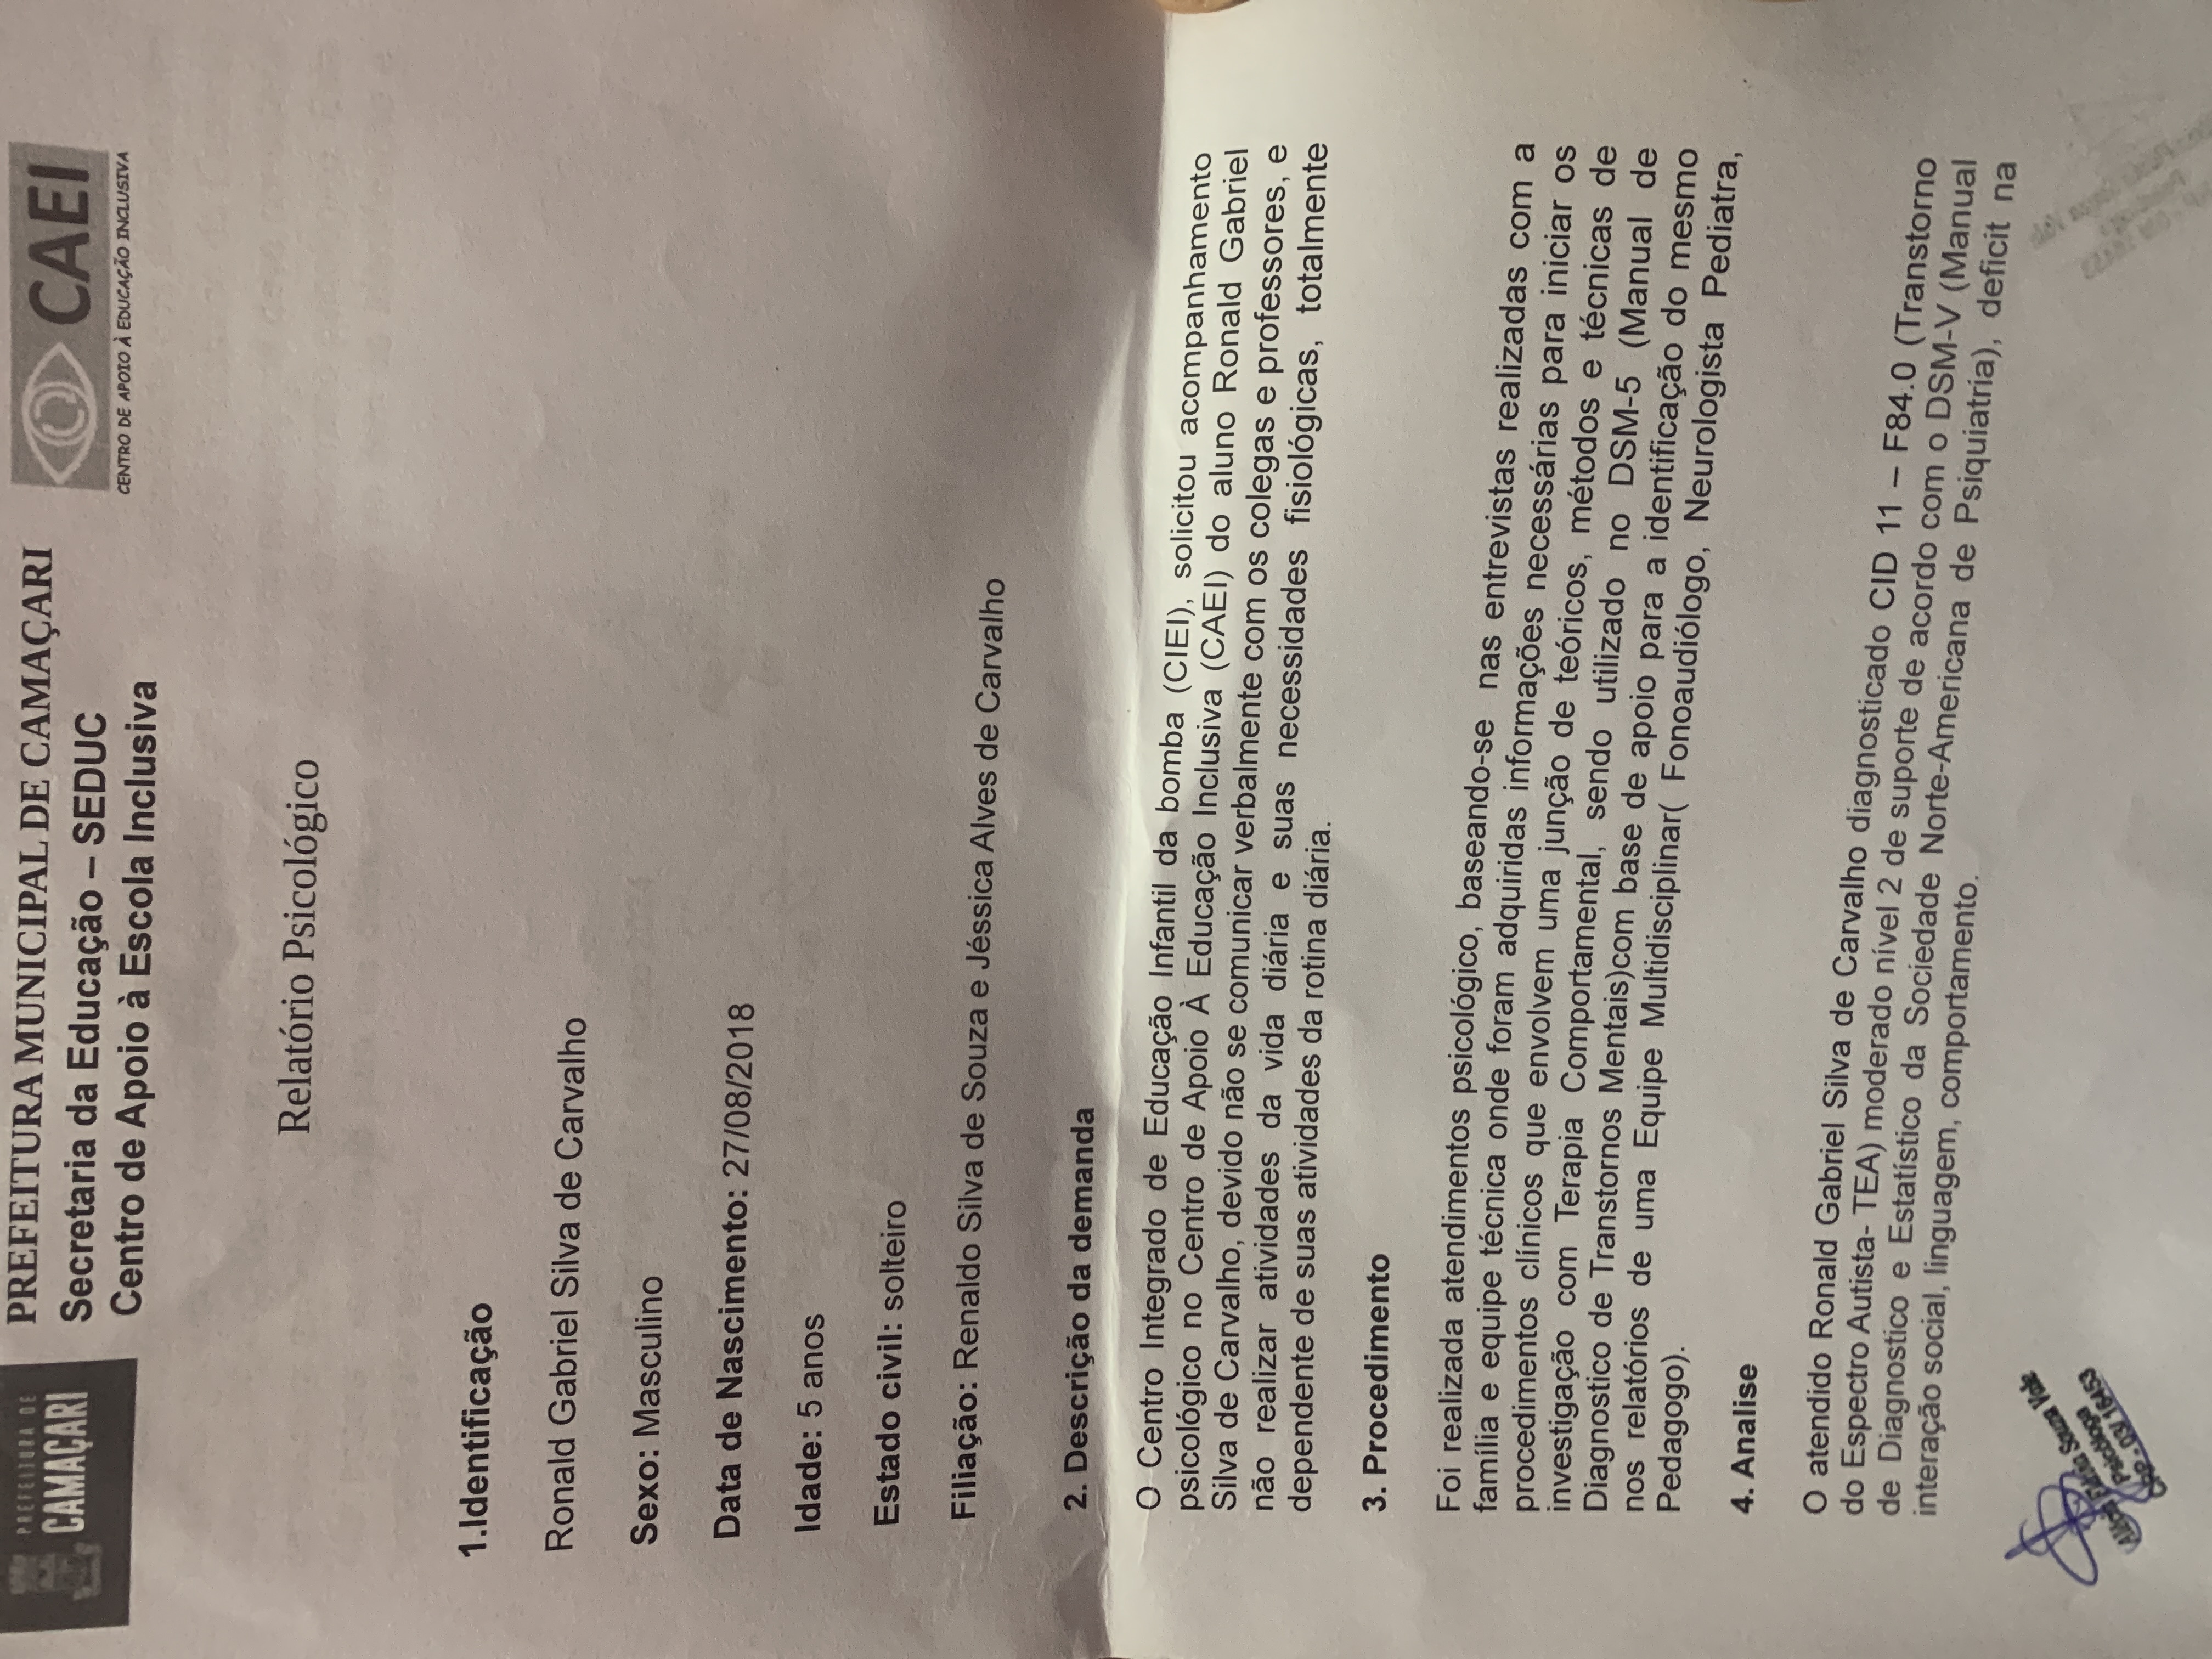 PREFEITURA DE
CAMAÇARI
PREFEITURA MUNICIPAL DE CAMAÇARI
Secretaria da Educação – SEDUC
Centro de Apoio à Escola Inclusiva
CAEI
CENTRO DE APOIO À EDUCAÇÃO INCLUSIVA
Relatório Psicológico
1.Identificação
Ronald Gabriel Silva de Carvalho
Sexo: Masculino
Data de Nascimento: 27/08/2018
Idade: 5 anos
Estado civil: solteiro
Filiação: Renaldo Silva de Souza e Jéssica Alves de Carvalho
2. Descrição da demanda
O Centro Integrado de Educação Infantil da bomba (CIEI), solicitou acompanhamento
psicológico no Centro de Apoio À Educação Inclusiva (CAEI) do aluno Ronald Gabriel
Silva de Carvalho, devido não se comunicar verbalmente com os colegas e professores, e
não realizar atividades da vida diária e suas necessidades fisiológicas, totalmente
dependente de suas atividades da rotina diária.
3. Procedimento
Foi realizada atendimentos psicológico, baseando-se nas entrevistas realizadas com a
família e equipe técnica onde foram adquiridas informações necessárias para iniciar os
procedimentos clínicos que envolvem uma junção de teóricos, métodos e técnicas de
investigação com Terapia Comportamental, sendo utilizado no DSM-5 (Manual de
Diagnostico de Transtornos Mentais)com base de apoio para a identificação do mesmo
nos relatórios de uma Equipe Multidisciplinar( Fonoaudiólogo, Neurologista Pediatra,
Pedagogo).
4. Analise
O atendido Ronald Gabriel Silva de Carvalho diagnosticado CID 11 – F84.0 (Transtorno
do Espectro Autista- TEA) moderado nível 2 de suporte de acordo com o DSM-V (Manual
de Diagnostico e Estatístico da Sociedade Norte-Americana de Psiquiatria), deficit na
interação social, linguagem, comportamento.
Souza Vale
Psicóloga
CRP - 03/ 16453